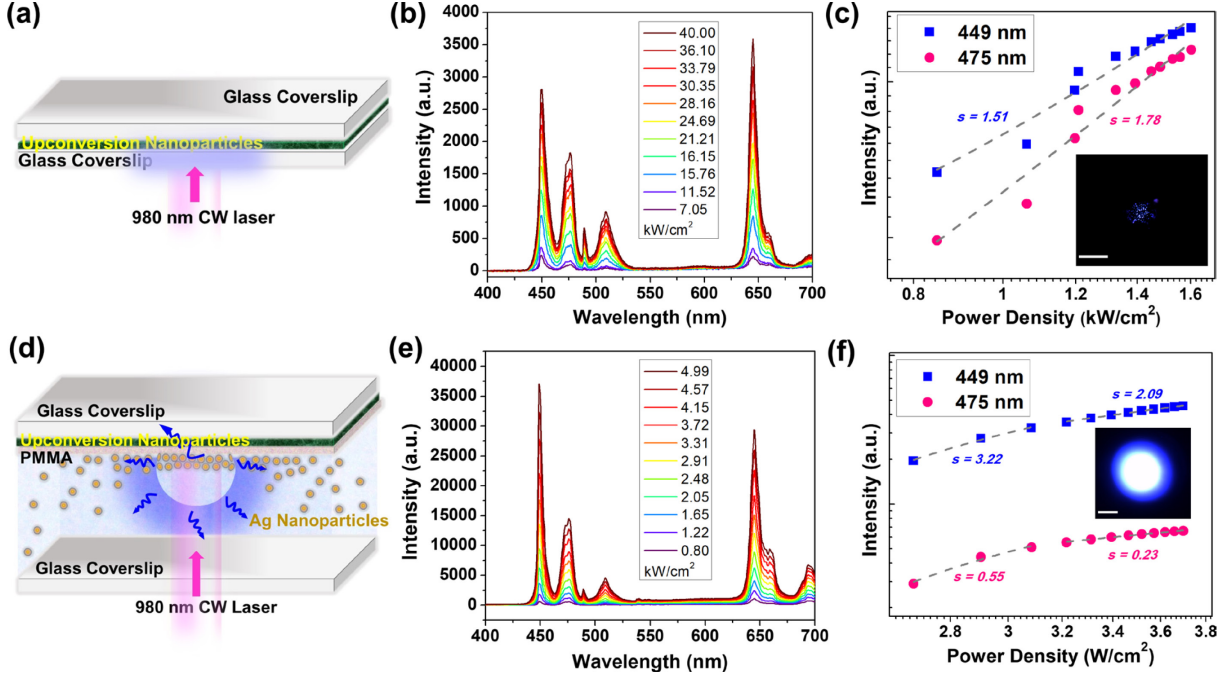 (a)
Glass Coverslip
Upconversion Nanoparticles
Glass Coverslip
980 nm CW laser
(b)
Intensity (a.u.)
4000
3500
3000
2500
2000
1500
1000
500
0
40.00
36.10
33.79
30.35
28.16
24.69
21.21
16.15
15.76
11.52
7.05
kW/cm²
400 450 500 550 600 650 700
Wavelength (nm)
(c)
Intensity (a.u.)
449 nm
475 nm
s = 1.51
s = 1.78
0.8 1 1.2 1.4 1.6
Power Density (kW/cm²)
(d)
Glass Coverslip
Upconversion Nanoparticles
PMMA
Ag Nanoparticles
Glass Coverslip
980 nm CW Laser
(e)
Intensity (a.u.)
40000
35000
30000
25000
20000
15000
10000
5000
0
4.99
4.57
4.15
3.72
3.31
2.91
2.48
2.05
1.65
1.22
0.80
kW/cm²
400 450 500 550 600 650 700
Wavelength (nm)
(f)
Intensity (a.u.)
449 nm
475 nm
s = 2.09
s = 3.22
s = 0.55
s = 0.23
2.8 3 3.2 3.4 3.6 3.8
Power Density (W/cm²)